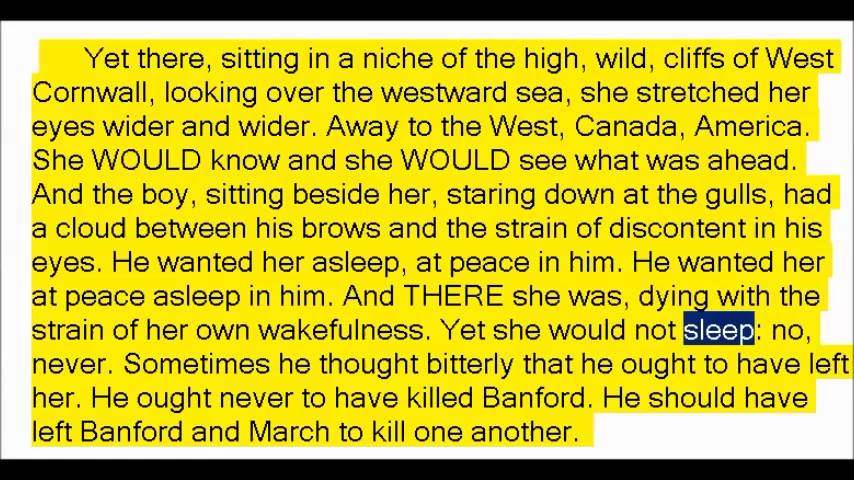 Yet there, sitting in a niche of the high, wild, cliffs of West
Cornwall, looking over the westward sea, she stretched her
eyes wider and wider. Away to the West, Canada, America.
She WOULD know and she WOULD see what was ahead.
And the boy, sitting beside her, staring down at the gulls, had
a cloud between his brows and the strain of discontent in his
eyes. He wanted her asleep, at peace in him. He wanted her
at peace asleep in him. And THERE she was, dying with the
strain of her own wakefulness. Yet she would not sleep: no,
never. Sometimes he thought bitterly that he ought to have left
her. He ought never to have killed Banford. He should have
left Banford and March to kill one another.